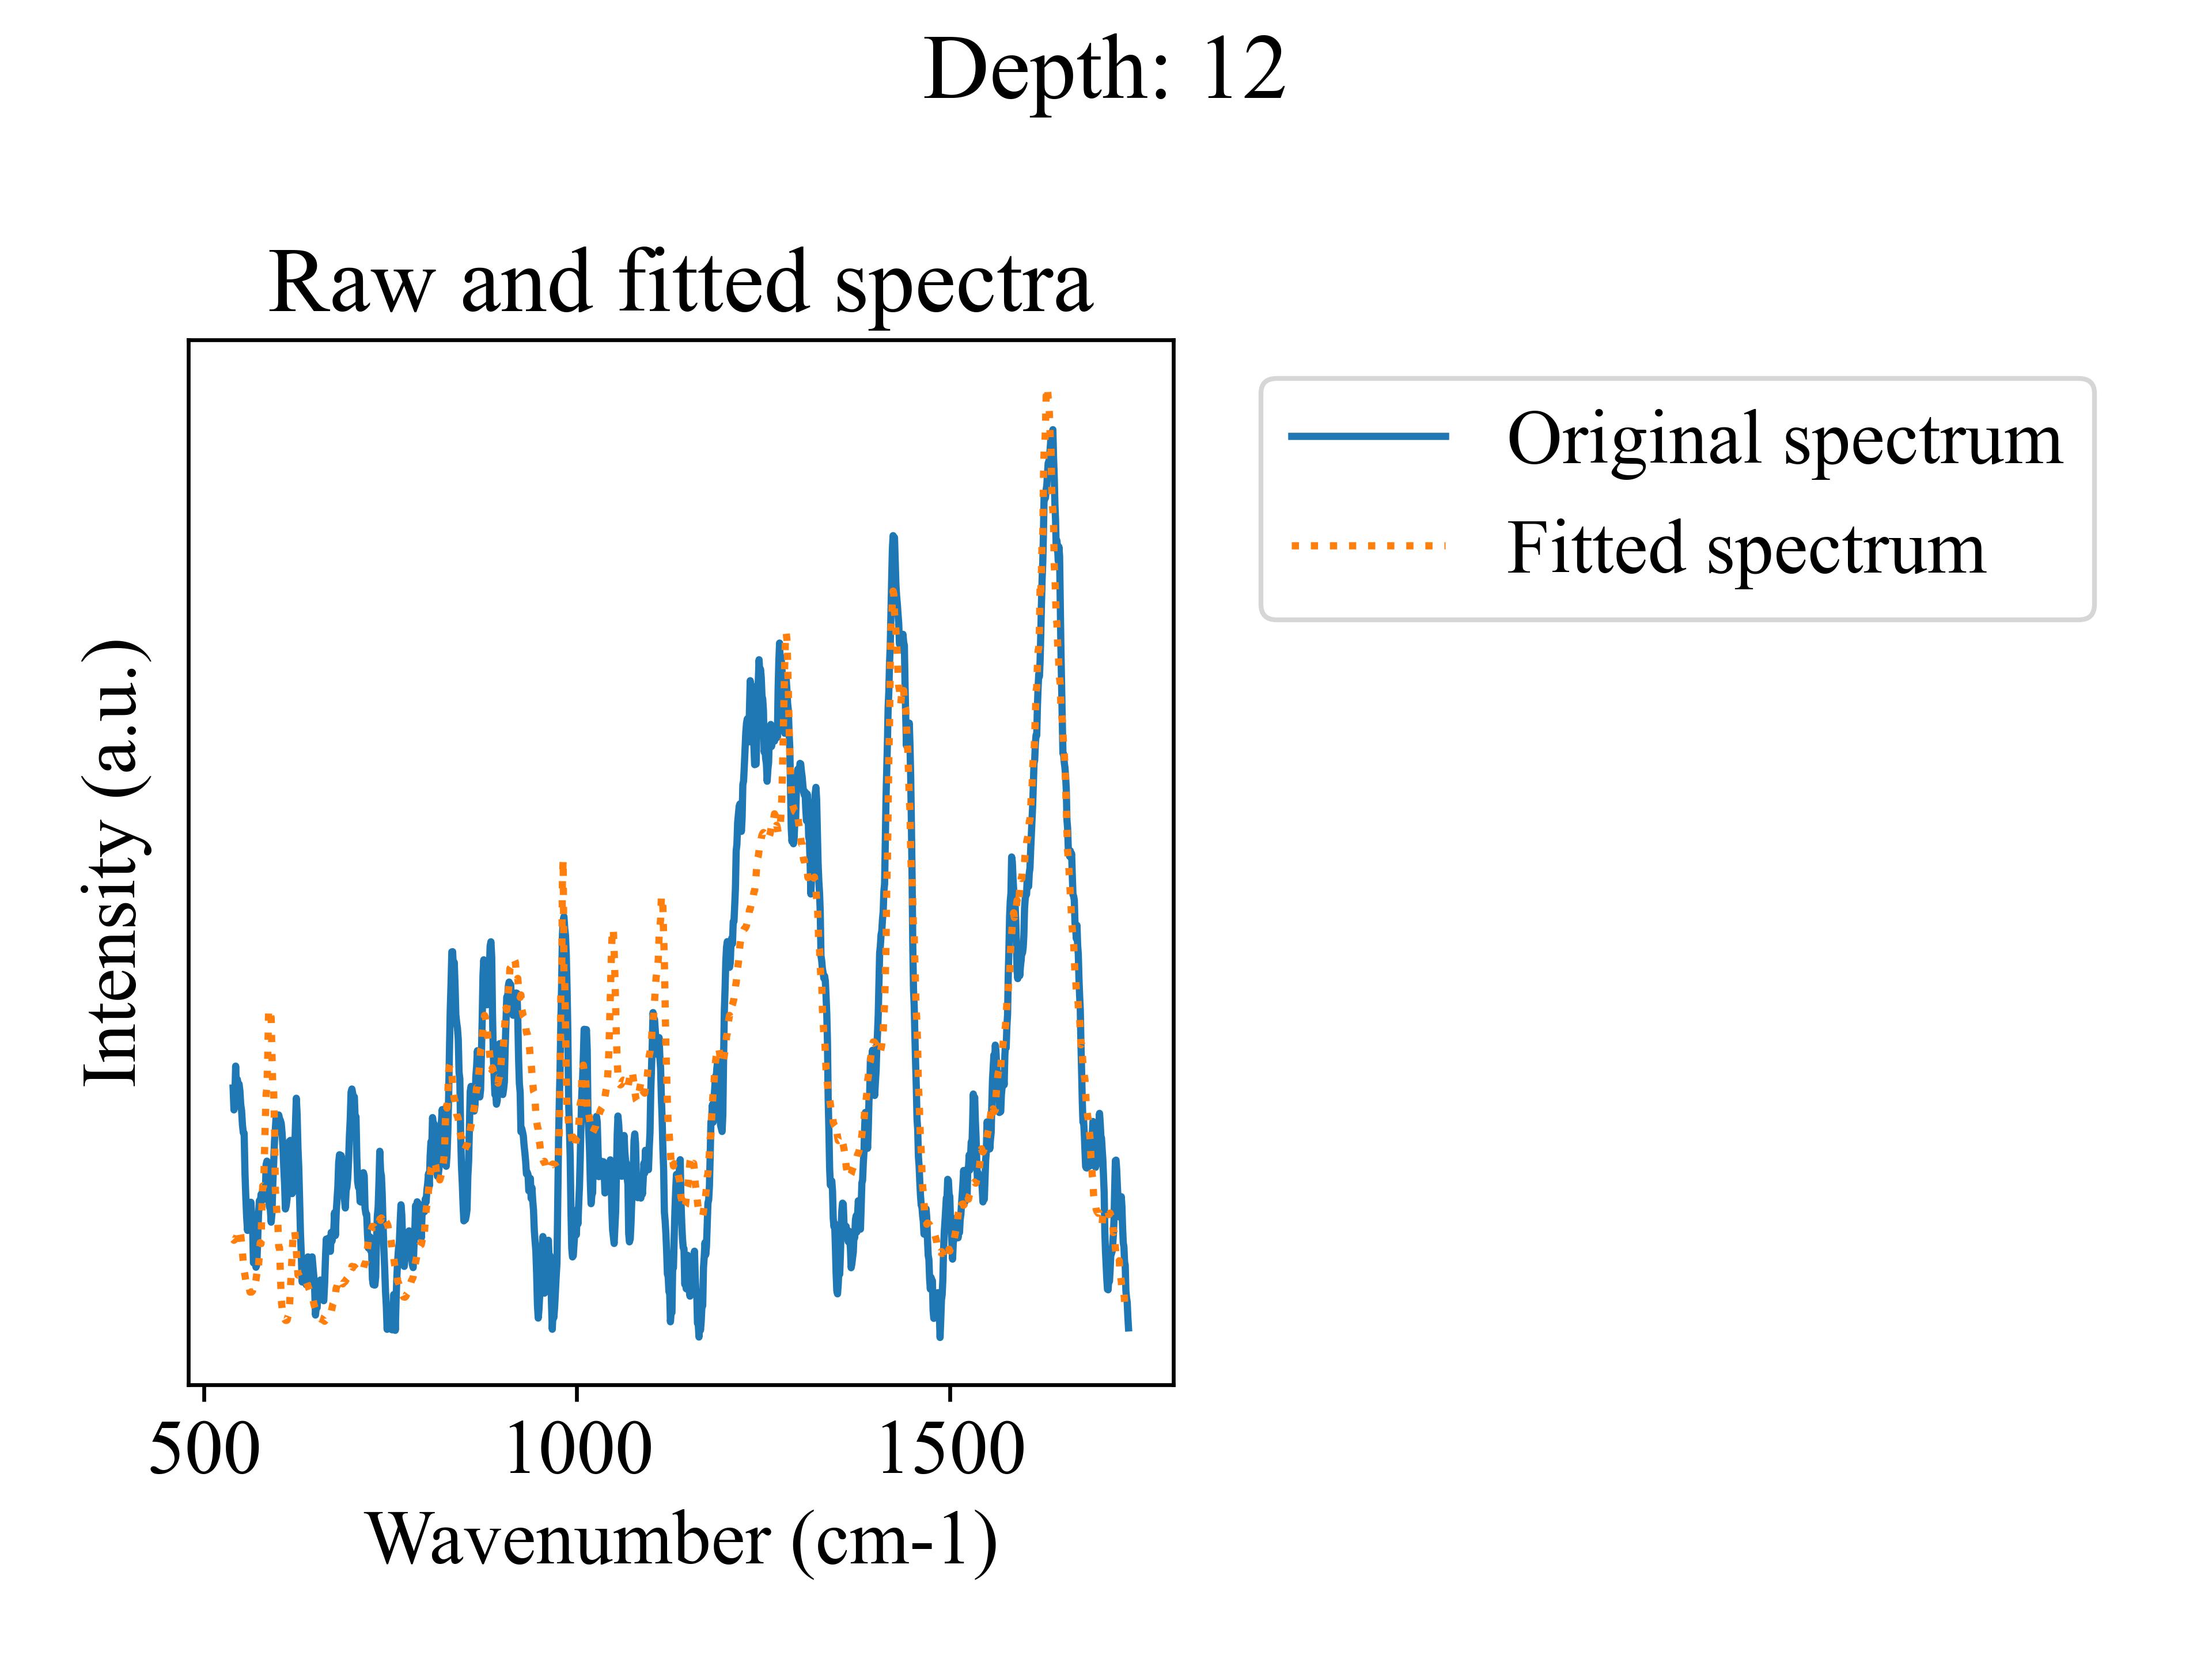 Depth: 12
Raw and fitted spectra
Original spectrum
Fitted spectrum
Intensity (a.u.)
500 1000 1500
Wavenumber (cm-1)